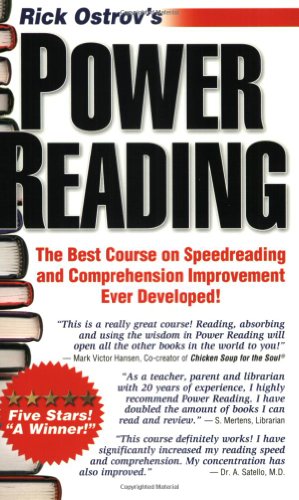 Rick Ostrov's
POWER
READING
The Best Course on Speedreading
and Comprehension Improvement
Ever Developed!
"This is a really great course! Reading, absorbing
and using the wisdom in Power Reading will
open all the other books in the world to you!"
— Mark Victor Hansen, Co-creator of Chicken Soup for the Soul®
"As a teacher, parent and librarian
with 20 years of experience, I highly
recommend Power Reading. I have
doubled the amount of books I can
read and review." — S. Mertens, Librarian
Five Stars!
"A Winner!"
"This course definitely works! I have
significantly increased my reading speed
and comprehension. My concentration
has also improved." — Dr. A. Satello, M.D.